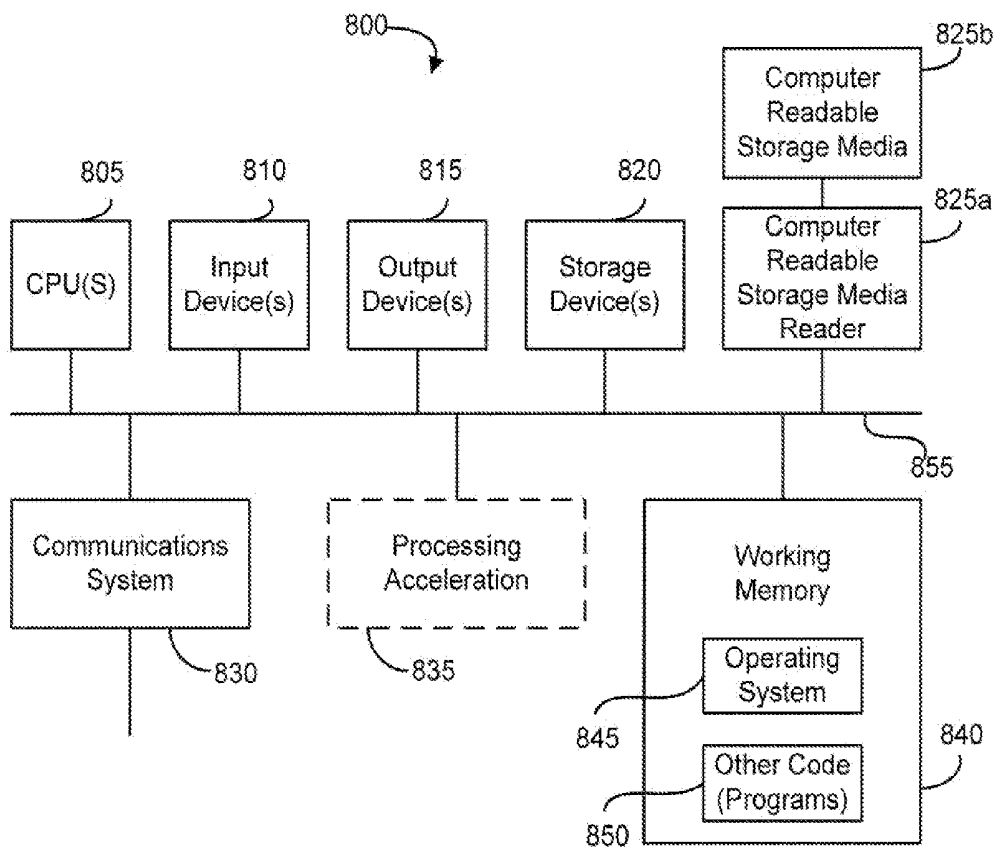 800
825b
Computer
Readable
Storage Media
805
810
815
820
825a
CPU(S)
Input
Device(s)
Output
Device(s)
Storage
Device(s)
Computer
Readable
Storage Media
Reader
855
Communications
System
830
Processing
Acceleration
835
Working
Memory
Operating
System
845
Other Code
(Programs)
850
840